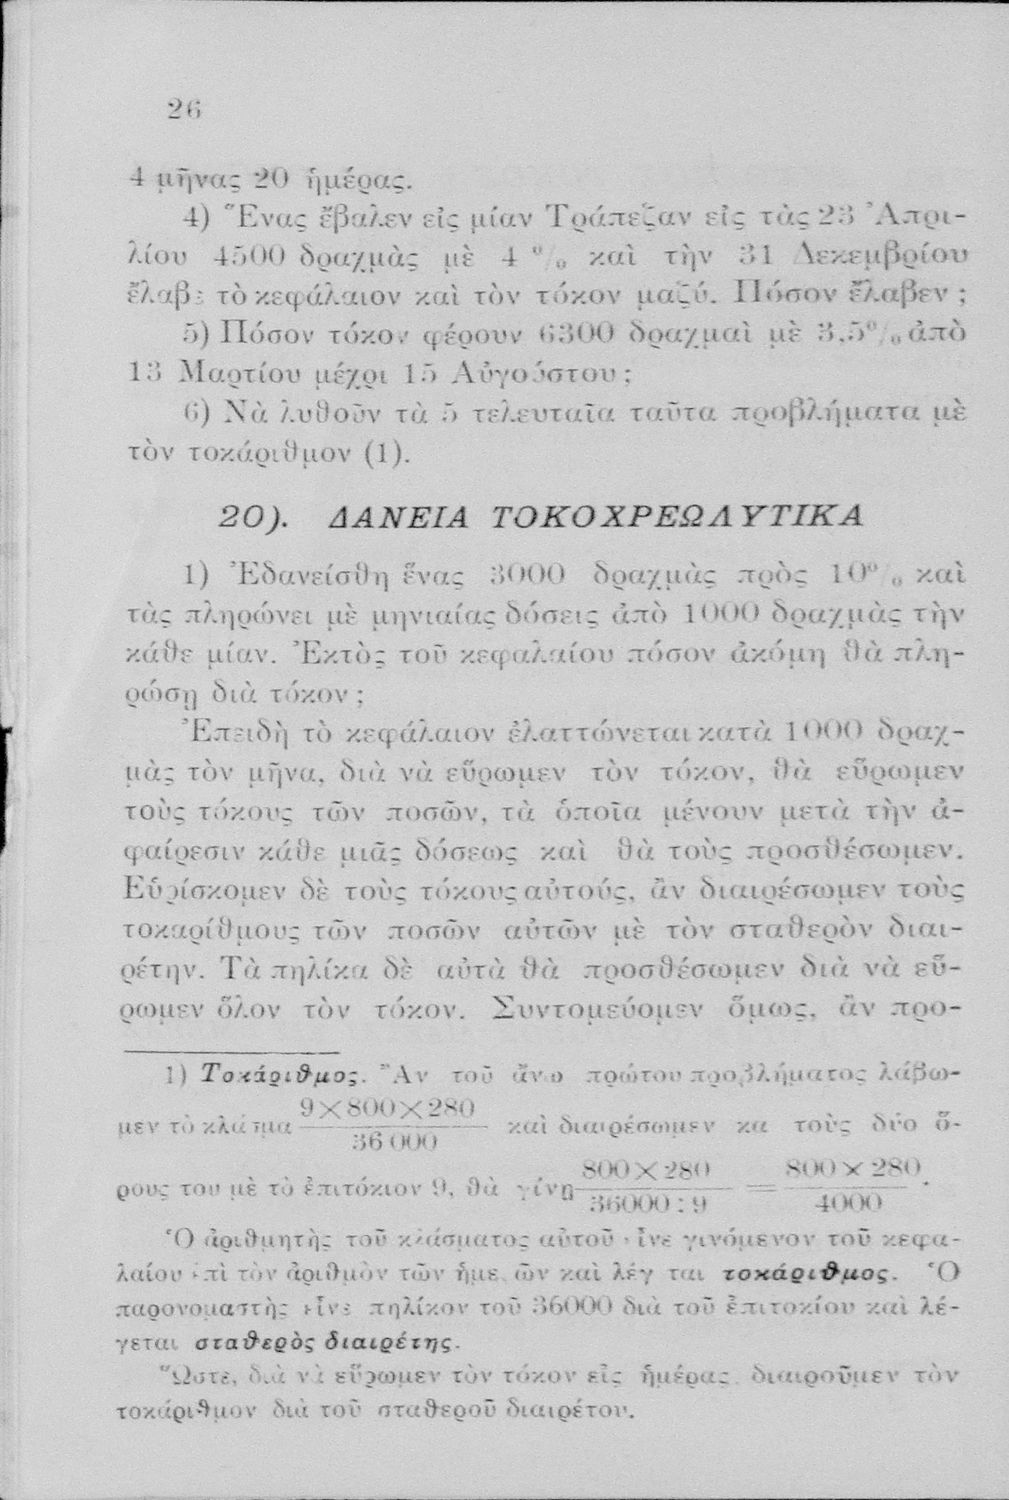 26
4 μῆνας 20 ἡμέρας.
4) Ἕνας ἔβαλεν εἰς μίαν Τράπεζαν εἰς τὰς 23 Ἀπρι-
λίου 4500 δραχμὰς μὲ 4 % καὶ τὴν 31 Δεκεμβρίου
ἔλαβε τὸ κεφάλαιον καὶ τὸν τόκον μαζύ. Πόσον ἔλαβεν ;
5) Πόσον τόκον φέρουν 6300 δραχμαὶ μὲ 3,5% ἀπὸ
13 Μαρτίου μέχρι 15 Αὐγούστου ;
6) Νὰ λυθοῦν τὰ 5 τελευταῖα ταῦτα προβλήματα μὲ
τὸν τοκάριθμον (1).
20). ΔΑΝΕΙΑ ΤΟΚΟΧΡΕΩΛΥΤΙΚΑ
1) Ἐδανείσθη ἕνας 3000 δραχμὰς πρὸς 10% καὶ
τὰς πληρώνει μὲ μηνιαίας δόσεις ἀπὸ 1000 δραχμὰς τὴν
κάθε μίαν. Ἐκτὸς τοῦ κεφαλαίου πόσον ἀκόμη θὰ πλη-
ρώσῃ διὰ τόκον ;
Ἐπειδὴ τὸ κεφάλαιον ἐλαττώνεται κατὰ 1000 δραχ-
μὰς τὸν μῆνα, διὰ νὰ εὕρωμεν τὸν τόκον, θὰ εὕρωμεν
τοὺς τόκους τῶν ποσῶν, τὰ ὁποῖα μένουν μετὰ τὴν ἀ-
φαίρεσιν κάθε μιᾶς δόσεως καὶ θὰ τοὺς προσθέσωμεν.
Εὑρίσκομεν δὲ τοὺς τόκους αὐτούς, ἂν διαιρέσωμεν τοὺς
τοκαρίθμους τῶν ποσῶν αὐτῶν μὲ τὸν σταθερὸν διαι-
ρέτην. Τὰ πηλίκα δὲ αὐτὰ θὰ προσθέσωμεν διὰ νὰ εὕ-
ρωμεν ὅλον τὸν τόκον. Συντομεύομεν ὅμως, ἂν προ-
1) Τοκάριθμος. Ἂν τοῦ ἄνω πρώτου προβλήματος λάβω-
μεν τὸ κλάσμα 9×800×280 / 36000 καὶ διαιρέσωμεν κα τοὺς δύο ὅ-
ρους του μὲ τὸ ἐπιτόκιον 9, θὰ γίνῃ 800×280 / 36000 : 9 = 800×280 / 4000 .
Ὁ ἀριθμητὴς τοῦ κλάσματος αὐτοῦ εἶνε γινόμενον τοῦ κεφα-
λαίου ἐπὶ τὸν ἀριθμὸν τῶν ἡμερῶν καὶ λέγεται τοκάριθμος. Ὁ
παρονομαστὴς εἶνε πηλίκον τοῦ 36000 διὰ τοῦ ἐπιτοκίου καὶ λέ-
γεται σταθερὸς διαιρέτης.
Ὥστε, διὰ νὰ εὕρωμεν τὸν τόκον εἰς ἡμέρας διαιροῦμεν τὸν
τοκάριθμον διὰ τοῦ σταθεροῦ διαιρέτου.